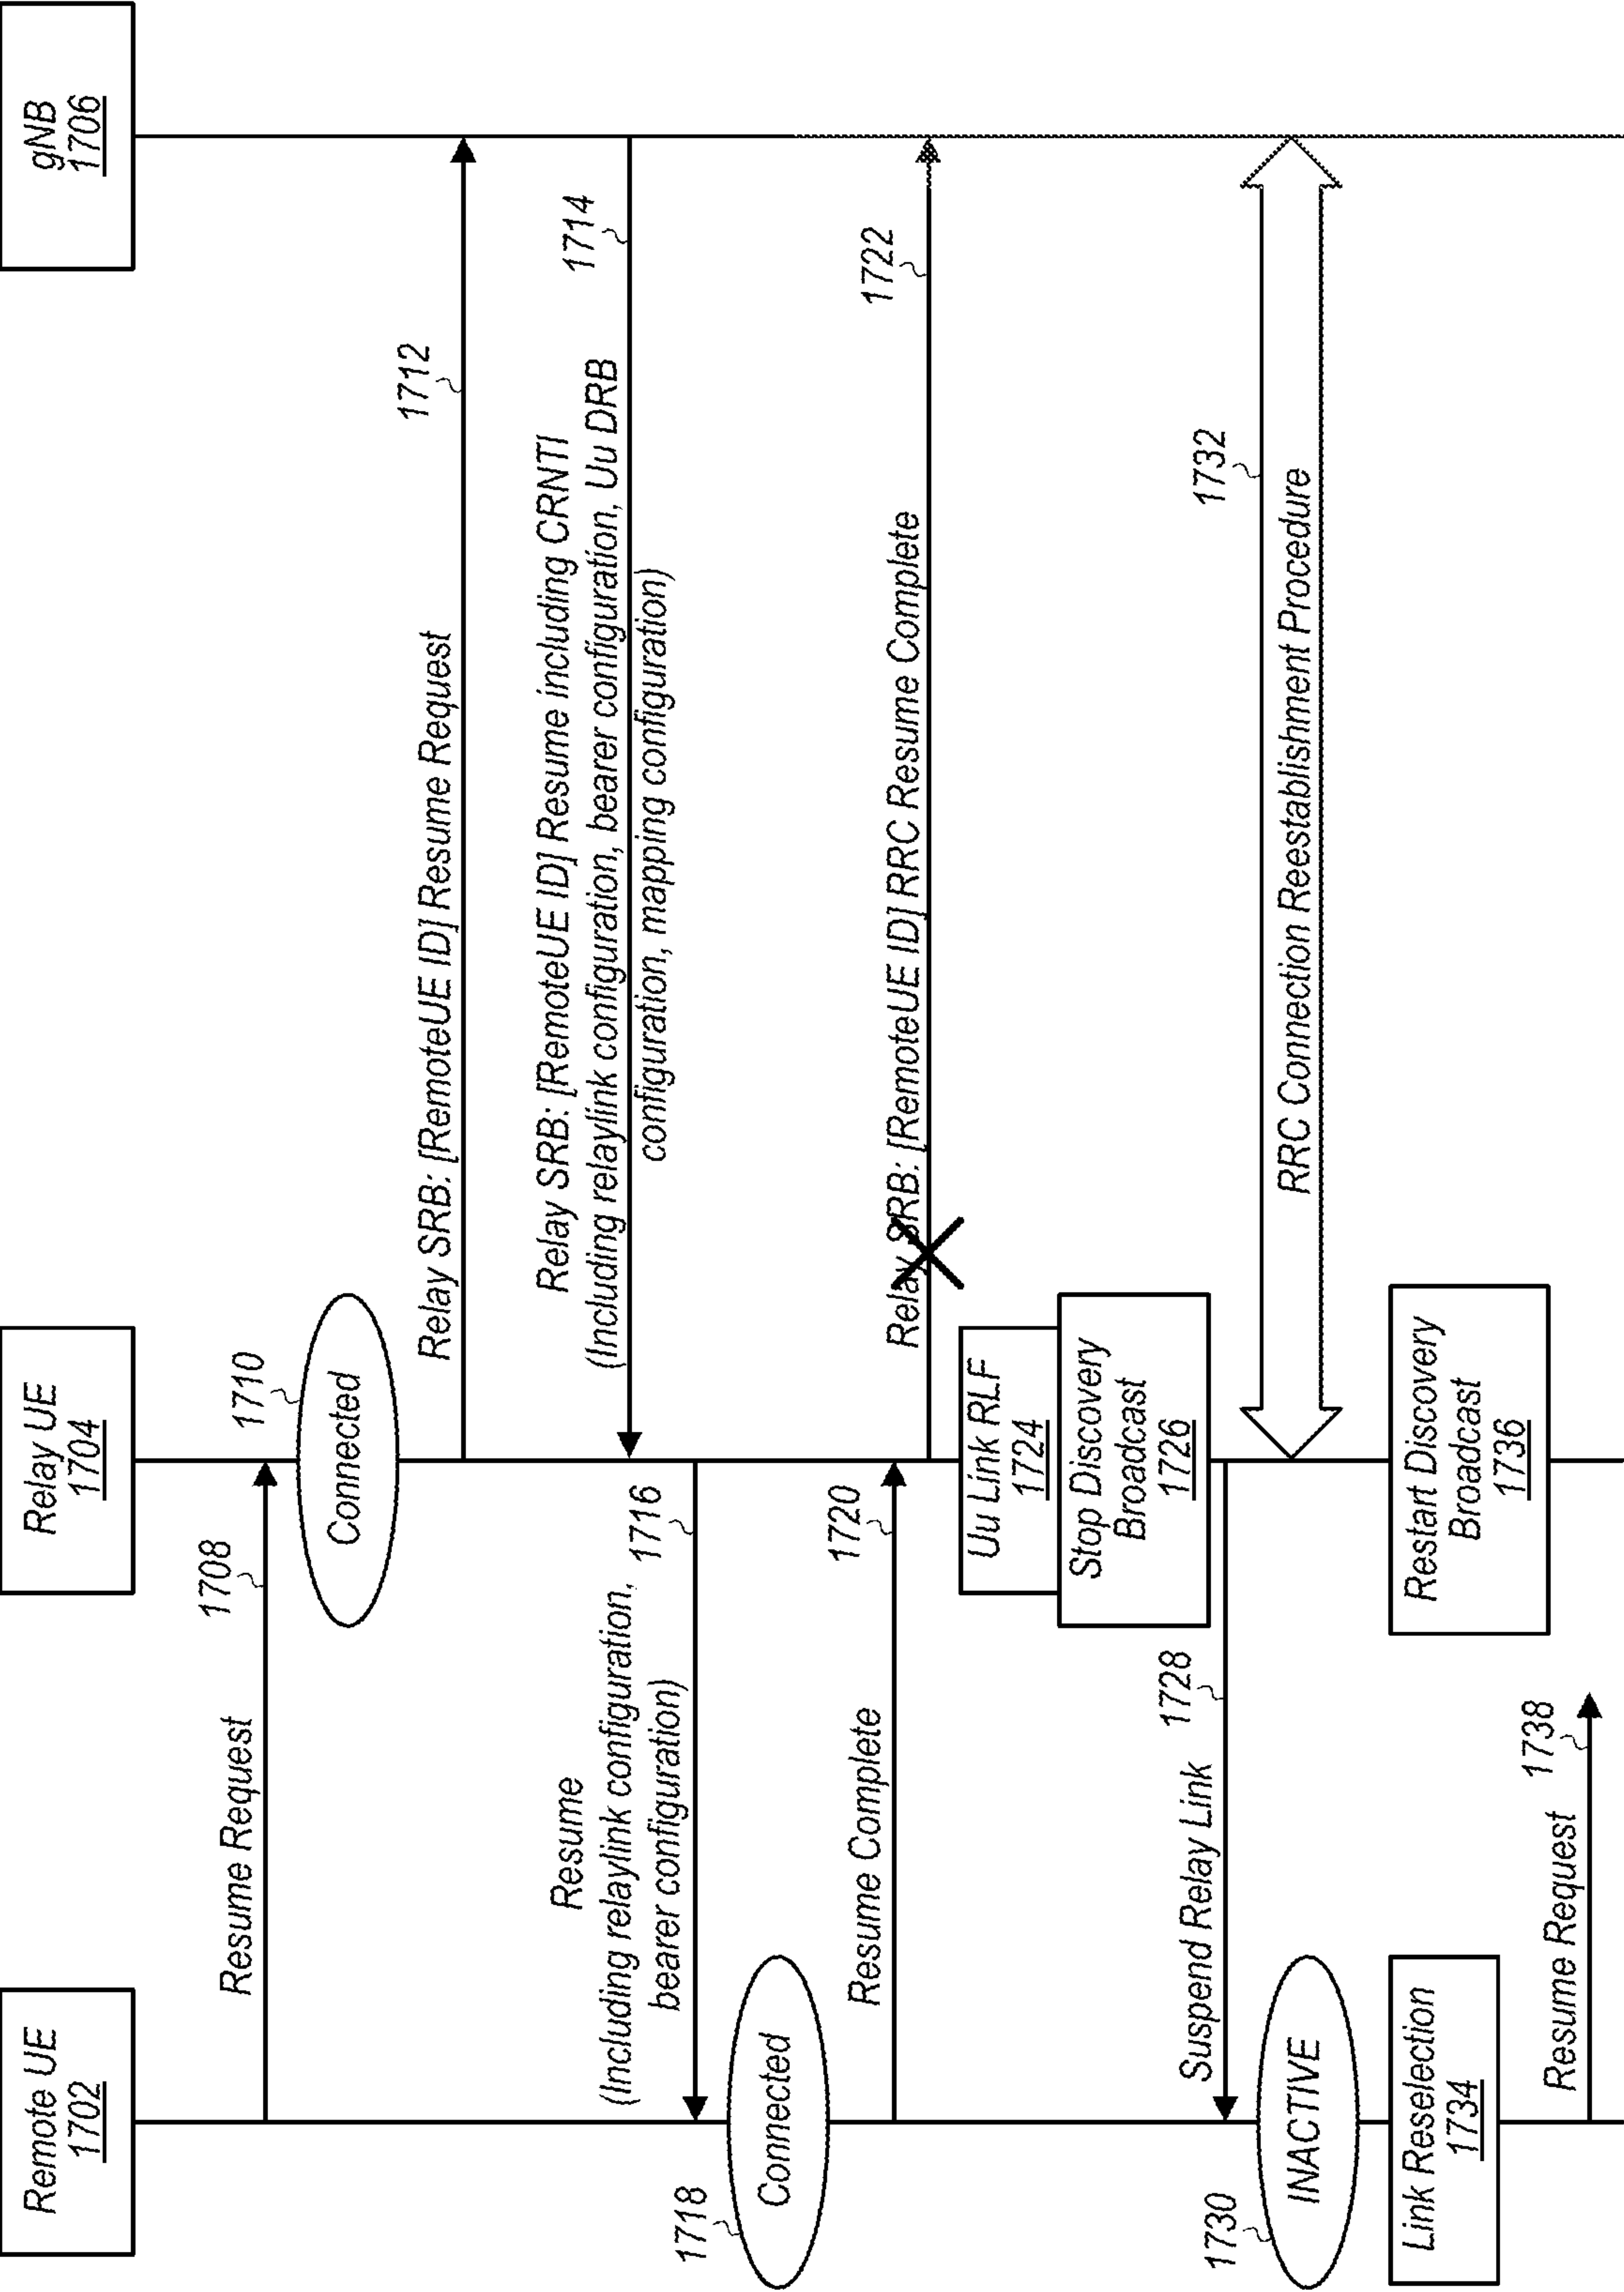 Remote UE
1702
Relay UE
1704
gNB
1706
Resume Request
1708
1710
Connected
1712
Relay SRB: [RemoteUE ID] Resume Request
1714
Relay SRB: [RemoteUE ID] Resume including CRNTI
(Including relaylink configuration, bearer configuration, Uu DRB
configuration, mapping configuration)
Resume
(Including relaylink configuration,
bearer configuration)
1716
1718
Connected
Resume Complete
1720
1722
Relay SRB: [RemoteUE ID] RRC Resume Complete
Uu Link RLF
1724
Stop Discovery
Broadcast
1726
Suspend Relay Link
1728
1730
INACTIVE
1732
RRC Connection Reestablishment Procedure
Link Reselection
1734
Restart Discovery
Broadcast
1736
Resume Request
1738